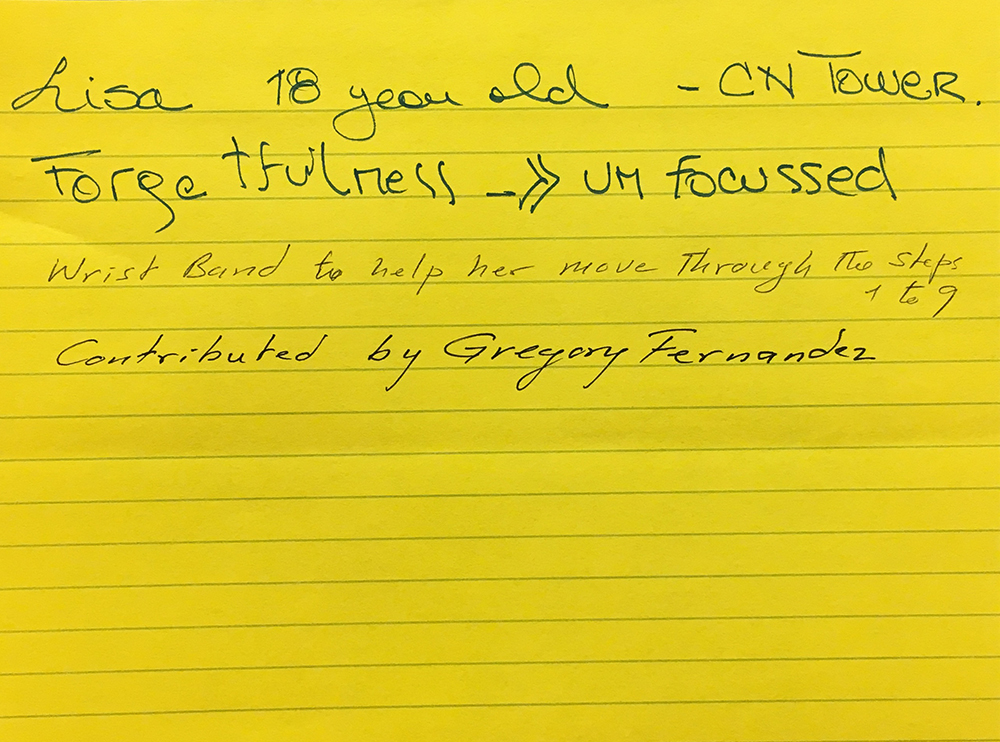 Lisa 18 year old - CN TOWER.
Forgetfulness -» UN focussed
Wrist Band to help her move Through The steps
1 to 9
Contributed by Gregory Fernandez